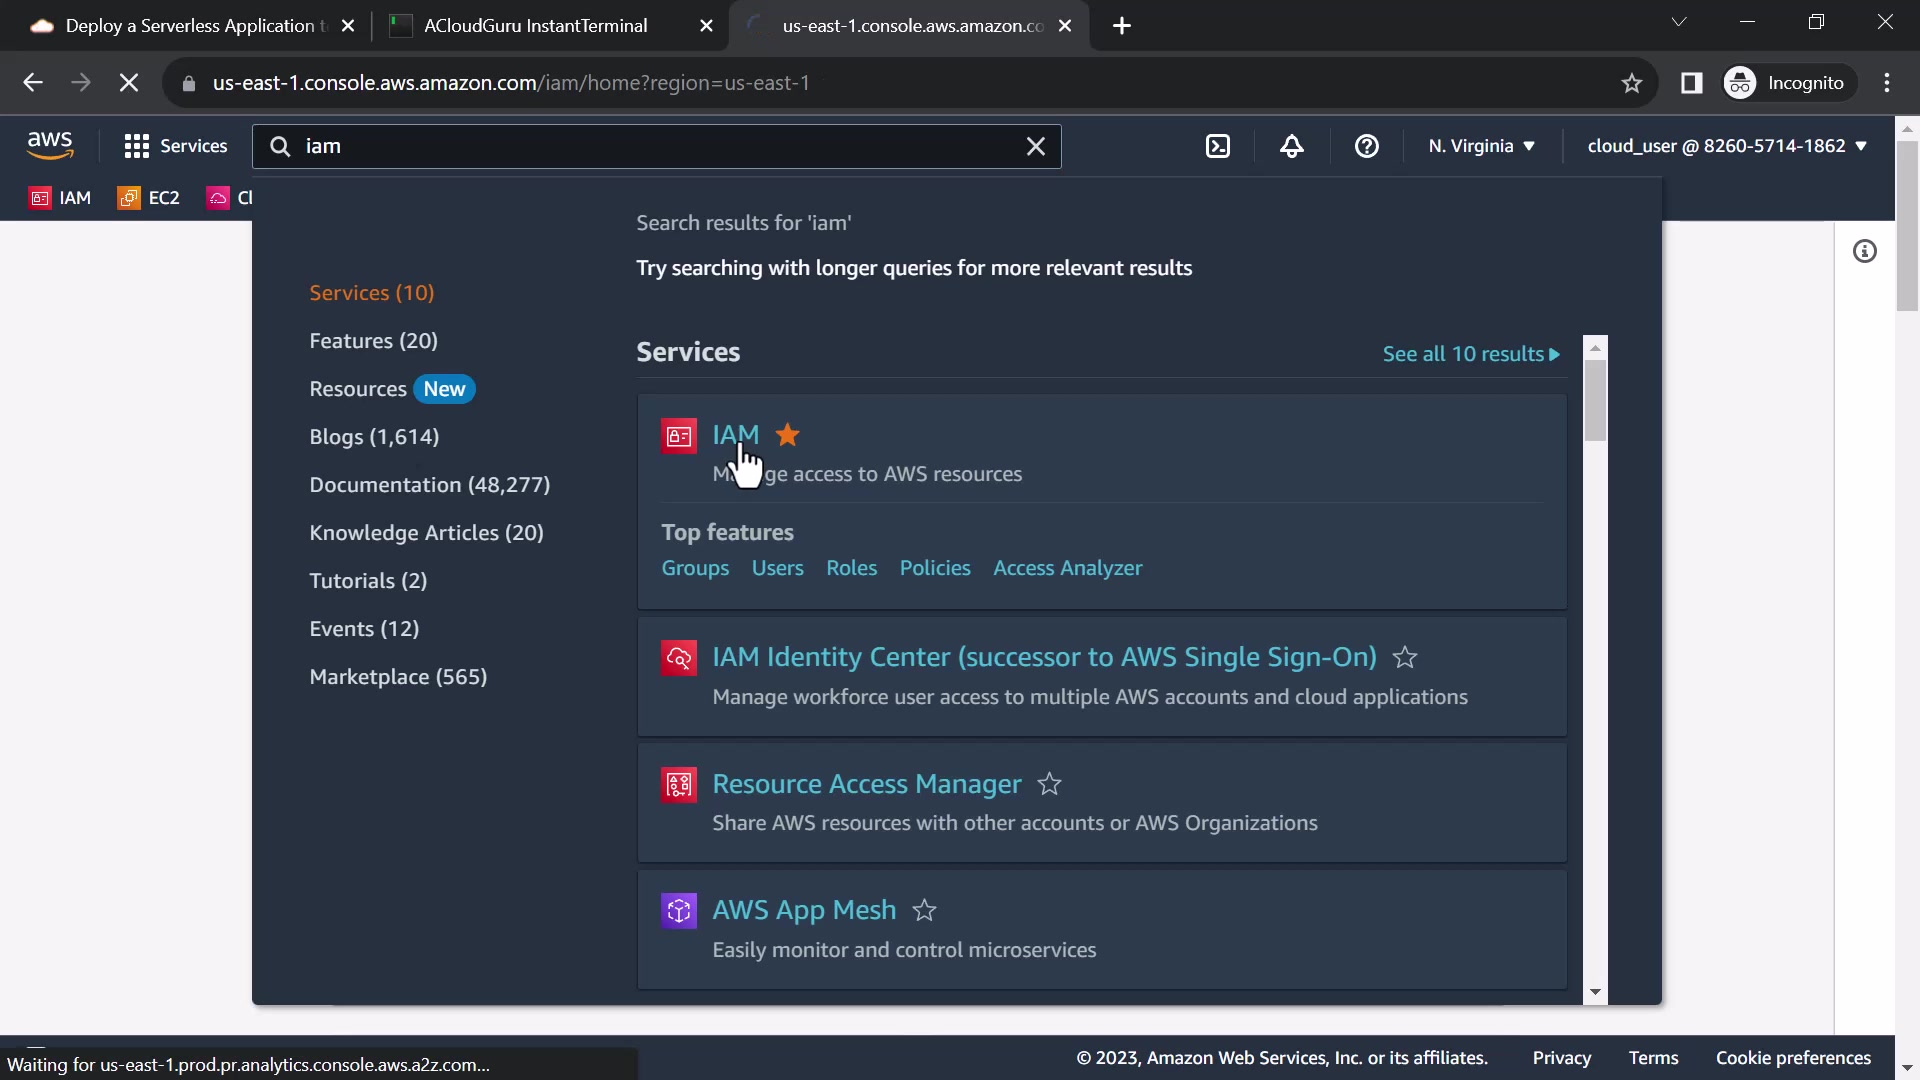 Deploy a Serverless Application t
ACloudGuru InstantTerminal
us-east-1.console.aws.amazon.co
us-east-1.console.aws.amazon.com/iam/home?region=us-east-1
Incognito
aws
Services
iam
N. Virginia
cloud_user @ 8260-5714-1862
IAM
EC2
Cl
Search results for 'iam'
Try searching with longer queries for more relevant results
Services (10)
Features (20)
Resources New
Blogs (1,614)
Documentation (48,277)
Knowledge Articles (20)
Tutorials (2)
Events (12)
Marketplace (565)
Services
See all 10 results
IAM
ge access to AWS resources
Top features
Groups Users Roles Policies Access Analyzer
IAM Identity Center (successor to AWS Single Sign-On)
Manage workforce user access to multiple AWS accounts and cloud applications
Resource Access Manager
Share AWS resources with other accounts or AWS Organizations
AWS App Mesh
Easily monitor and control microservices
© 2023, Amazon Web Services, Inc. or its affiliates.
Privacy
Terms
Cookie preferences
Waiting for us-east-1.prod.pr.analytics.console.aws.a2z.com...